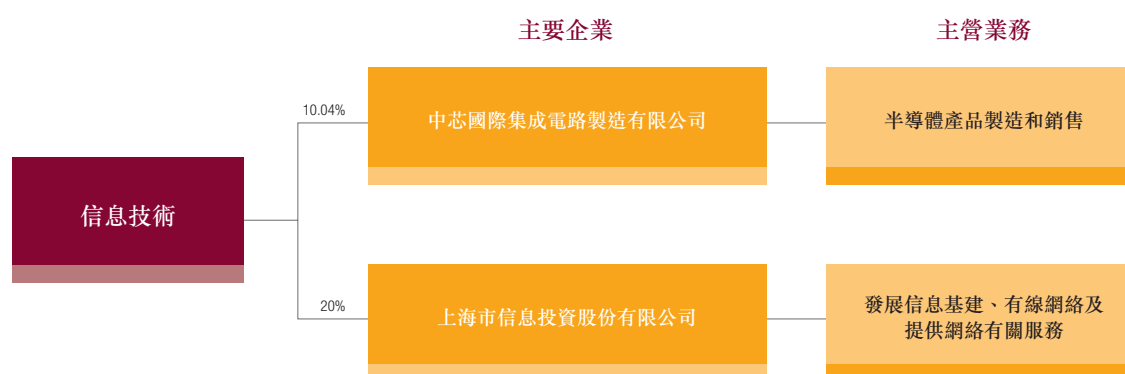 主要企業
主營業務
10.04%
中芯國際集成電路製造有限公司
半導體產品製造和銷售
信息技術
20%
上海市信息投資股份有限公司
發展信息基建、有線網絡及
提供網絡有關服務